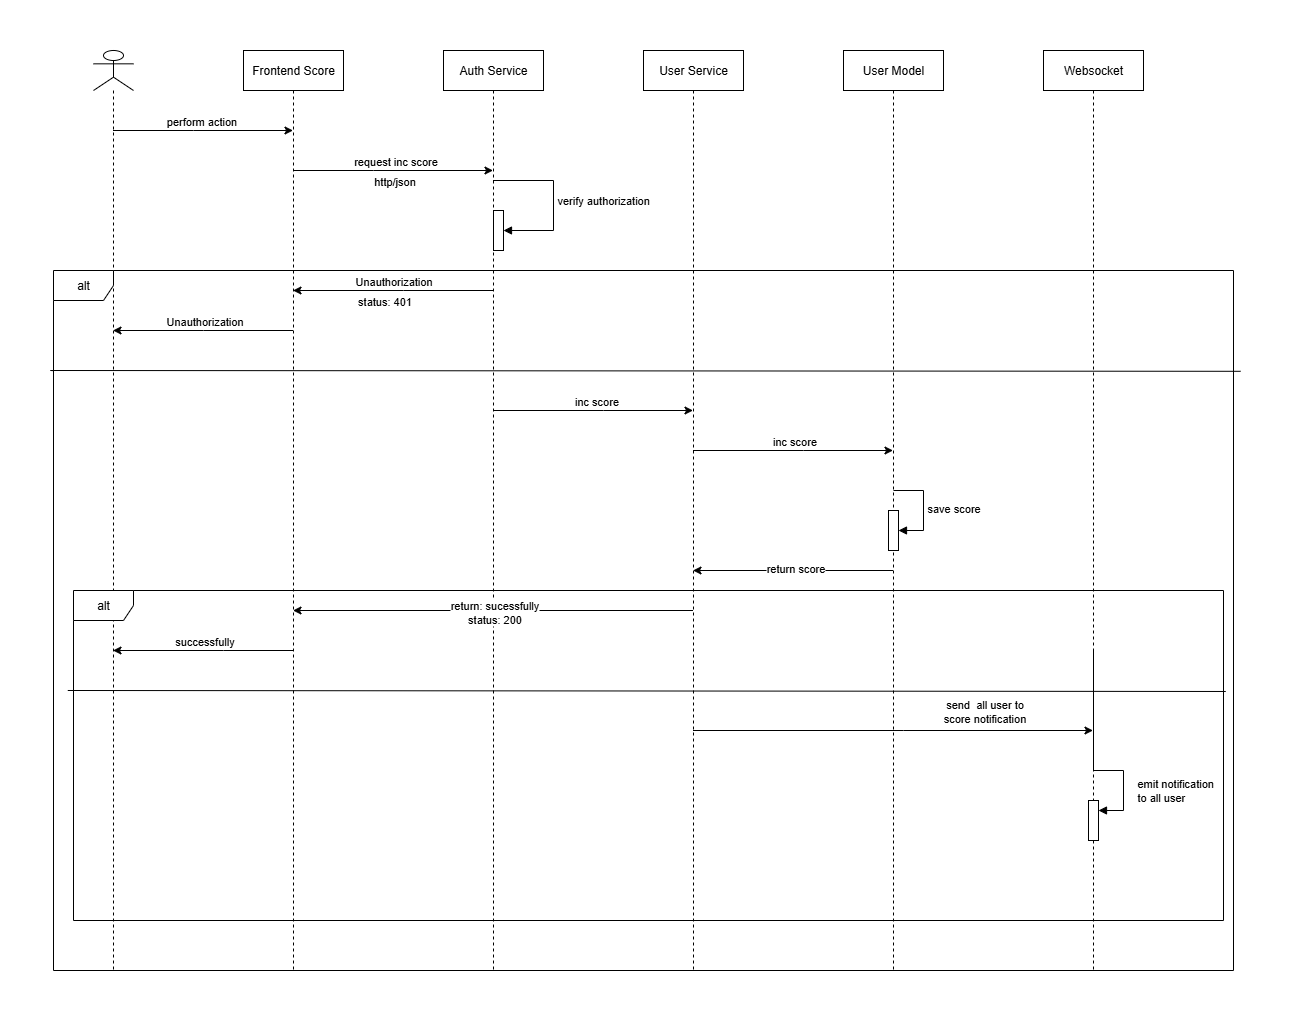 Frontend Score
Auth Service
User Service
User Model
Websocket
perform action
request inc score
http/json
verify authorization
alt
Unauthorization
status: 401
Unauthorization
inc score
inc score
save score
return score
alt
return: sucessfully
status: 200
successfully
send  all user to
score notification
emit notification
to all user